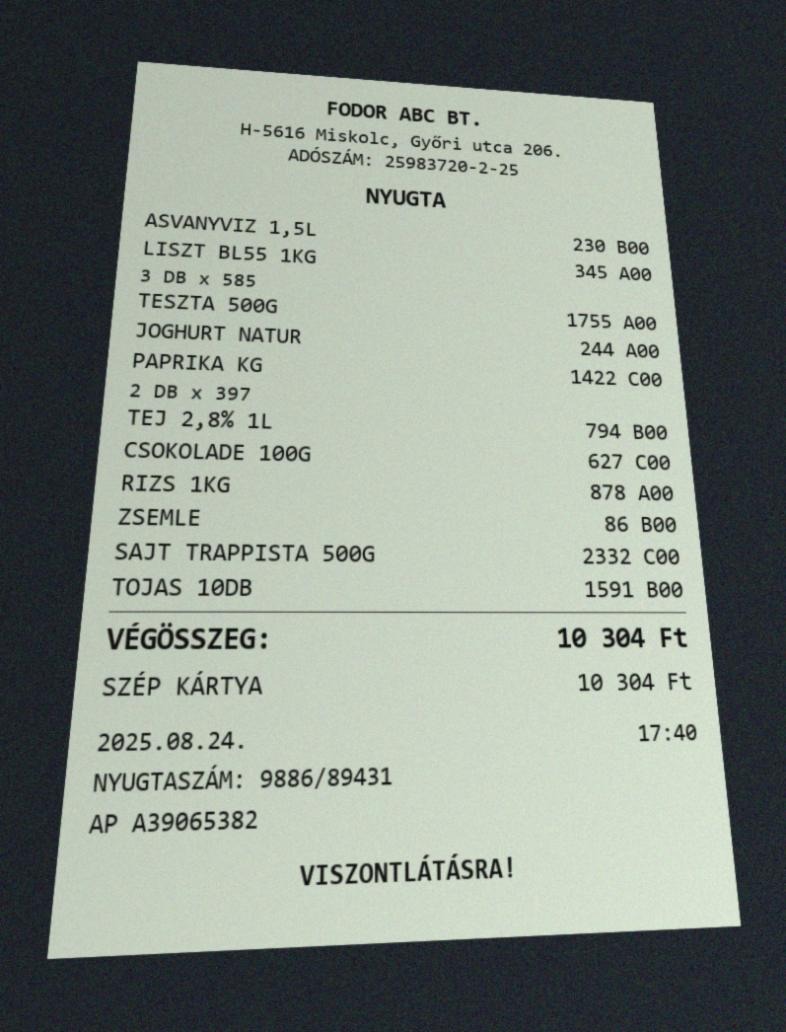 FODOR ABC BT.
H-5616 Miskolc, Győri utca 206.
ADÓSZÁM: 25983720-2-25
NYUGTA
ASVANYVIZ 1,5L 230 B00
LISZT BL55 1KG 345 A00
3 DB x 585
TESZTA 500G 1755 A00
JOGHURT NATUR 244 A00
PAPRIKA KG 1422 C00
2 DB x 397
TEJ 2,8% 1L 794 B00
CSOKOLADE 100G 627 C00
RIZS 1KG 878 A00
ZSEMLE 86 B00
SAJT TRAPPISTA 500G 2332 C00
TOJAS 10DB 1591 B00
VÉGÖSSZEG: 10 304 Ft
SZÉP KÁRTYA 10 304 Ft
2025.08.24. 17:40
NYUGTASZÁM: 9886/89431
AP A39065382
VISZONTLÁTÁSRA!